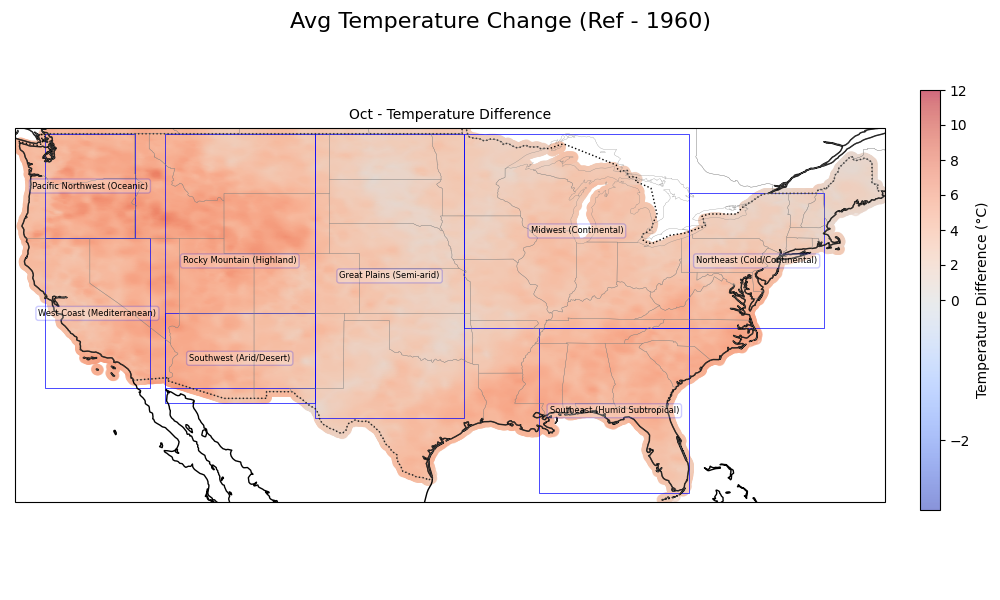 Avg Temperature Change (Ref - 1960)
Oct - Temperature Difference
Pacific Northwest (Oceanic)
Midwest (Continental)
Rocky Mountain (Highland)
Northeast (Cold/Continental)
Great Plains (Semi-arid)
West Coast (Mediterranean)
Southwest (Arid/Desert)
Southeast (Humid Subtropical)
12
10
8
6
4
2
0
−2
Temperature Difference (°C)